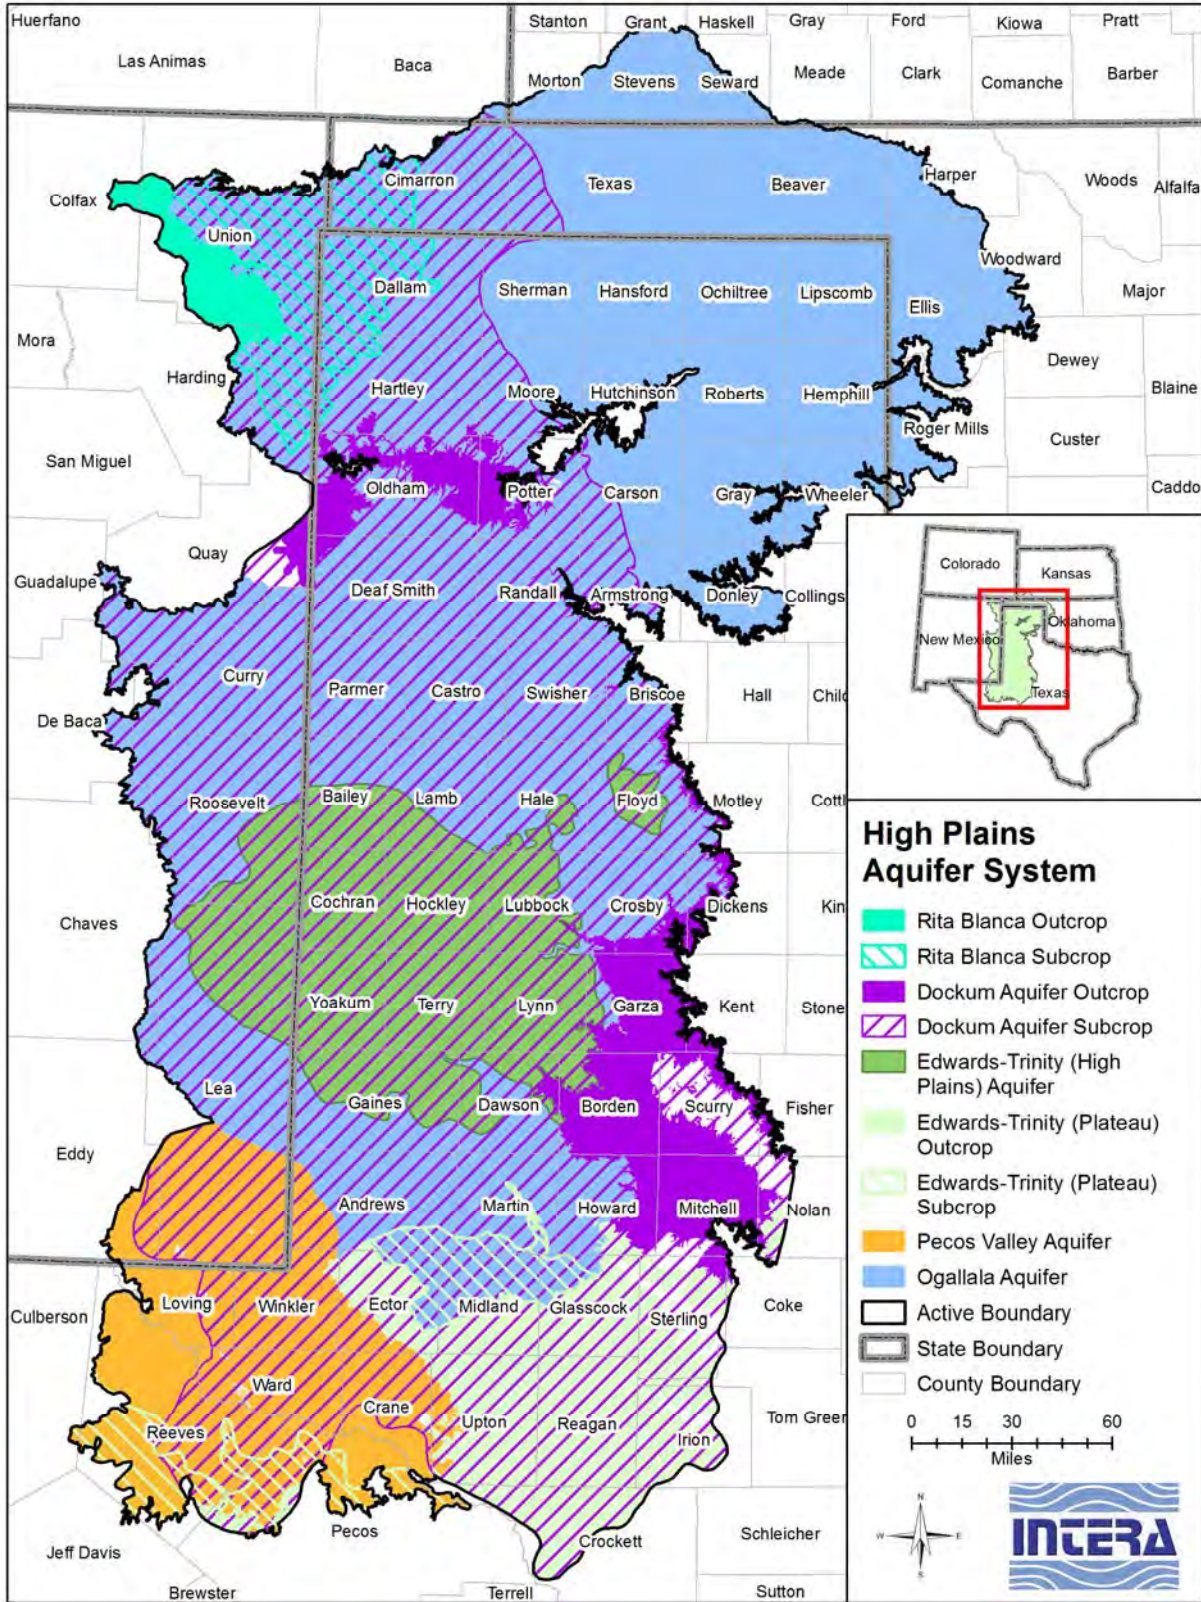 Huerfano
Stanton
Grant
Haskell
Gray
Ford
Kiowa
Pratt
Las Animas
Baca
Morton
Stevens
Seward
Meade
Clark
Comanche
Barber
Colfax
Union
Cimarron
Texas
Beaver
Harper
Woods
Alfalfa
Woodward
Dallam
Sherman
Hansford
Ochiltree
Lipscomb
Ellis
Major
Mora
Harding
Hartley
Moore
Hutchinson
Roberts
Hemphill
Dewey
Blaine
Roger Mills
Custer
San Miguel
Oldham
Potter
Carson
Gray
Wheeler
Caddo
Quay
Guadalupe
Deaf Smith
Randall
Armstrong
Donley
Collings
Curry
Parmer
Castro
Swisher
Briscoe
Hall
Chil
De Baca
Roosevelt
Bailey
Lamb
Hale
Floyd
Motley
Cottl
Chaves
Cochran
Hockley
Lubbock
Crosby
Dickens
Kin
Yoakum
Terry
Lynn
Garza
Kent
Stone
Lea
Gaines
Dawson
Borden
Scurry
Fisher
Eddy
Andrews
Martin
Howard
Mitchell
Nolan
Culberson
Loving
Winkler
Ector
Midland
Glasscock
Sterling
Coke
Ward
Crane
Upton
Reagan
Irion
Tom Green
Reeves
Pecos
Crockett
Schleicher
Jeff Davis
Brewster
Terrell
Sutton
Colorado
Kansas
New Mexico
Oklahoma
Texas
High Plains
Aquifer System
Rita Blanca Outcrop
Rita Blanca Subcrop
Dockum Aquifer Outcrop
Dockum Aquifer Subcrop
Edwards-Trinity (High
Plains) Aquifer
Edwards-Trinity (Plateau)
Outcrop
Edwards-Trinity (Plateau)
Subcrop
Pecos Valley Aquifer
Ogallala Aquifer
Active Boundary
State Boundary
County Boundary
0 15 30 60
Miles
N
W E
S
INTERA